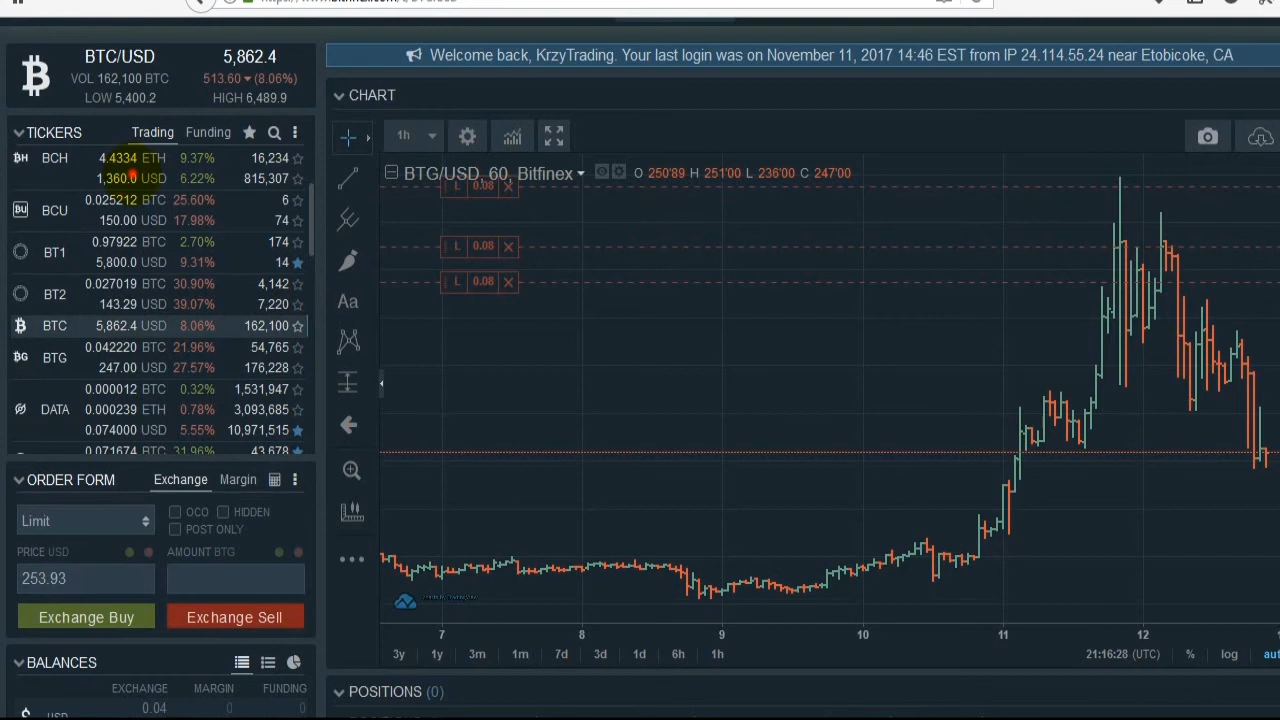 BTC/USD 5,862.4
VOL 162,100 BTC 513.60 (8.06%)
LOW 5,400.2 HIGH 6,489.9
Welcome back, KrzyTrading. Your last login was on November 11, 2017 14:46 EST from IP 24.114.55.24 near Etobicoke, CA
TICKERS Trading Funding
BCH 4.4334 ETH 9.37% 16,234
1,360.0 USD 6.22% 815,307
BCU 0.025212 BTC 25.60% 6
150.00 USD 17.98% 74
BT1 0.97922 BTC 2.70% 174
5,800.0 USD 9.31% 14
BT2 0.027019 BTC 30.90% 4,142
143.29 USD 39.07% 7,220
BTC 5,862.4 USD 8.06% 162,100
BTG 0.042220 BTC 21.96% 54,765
247.00 USD 27.57% 176,228
0.000012 BTC 0.32% 1,531,947
DATA 0.000239 ETH 0.78% 3,093,685
0.074000 USD 5.55% 10,971,515
0.071674 BTC 31.96% 43,678
CHART
1h
BTG/USD, 60, Bitfinex O 250'89 H 251'00 L 236'00 C 247'00
L 0.08
L 0.08
L 0.08
Aa
7 8 9 10 11 12
3y 1y 3m 1m 7d 3d 1d 6h 1h 21:16:28 (UTC) % log
ORDER FORM Exchange Margin
Limit OCO HIDDEN
POST ONLY
PRICE USD AMOUNT BTG
253.93
Exchange Buy Exchange Sell
BALANCES
EXCHANGE MARGIN FUNDING
$ USD 0.04 0 0
POSITIONS (0)